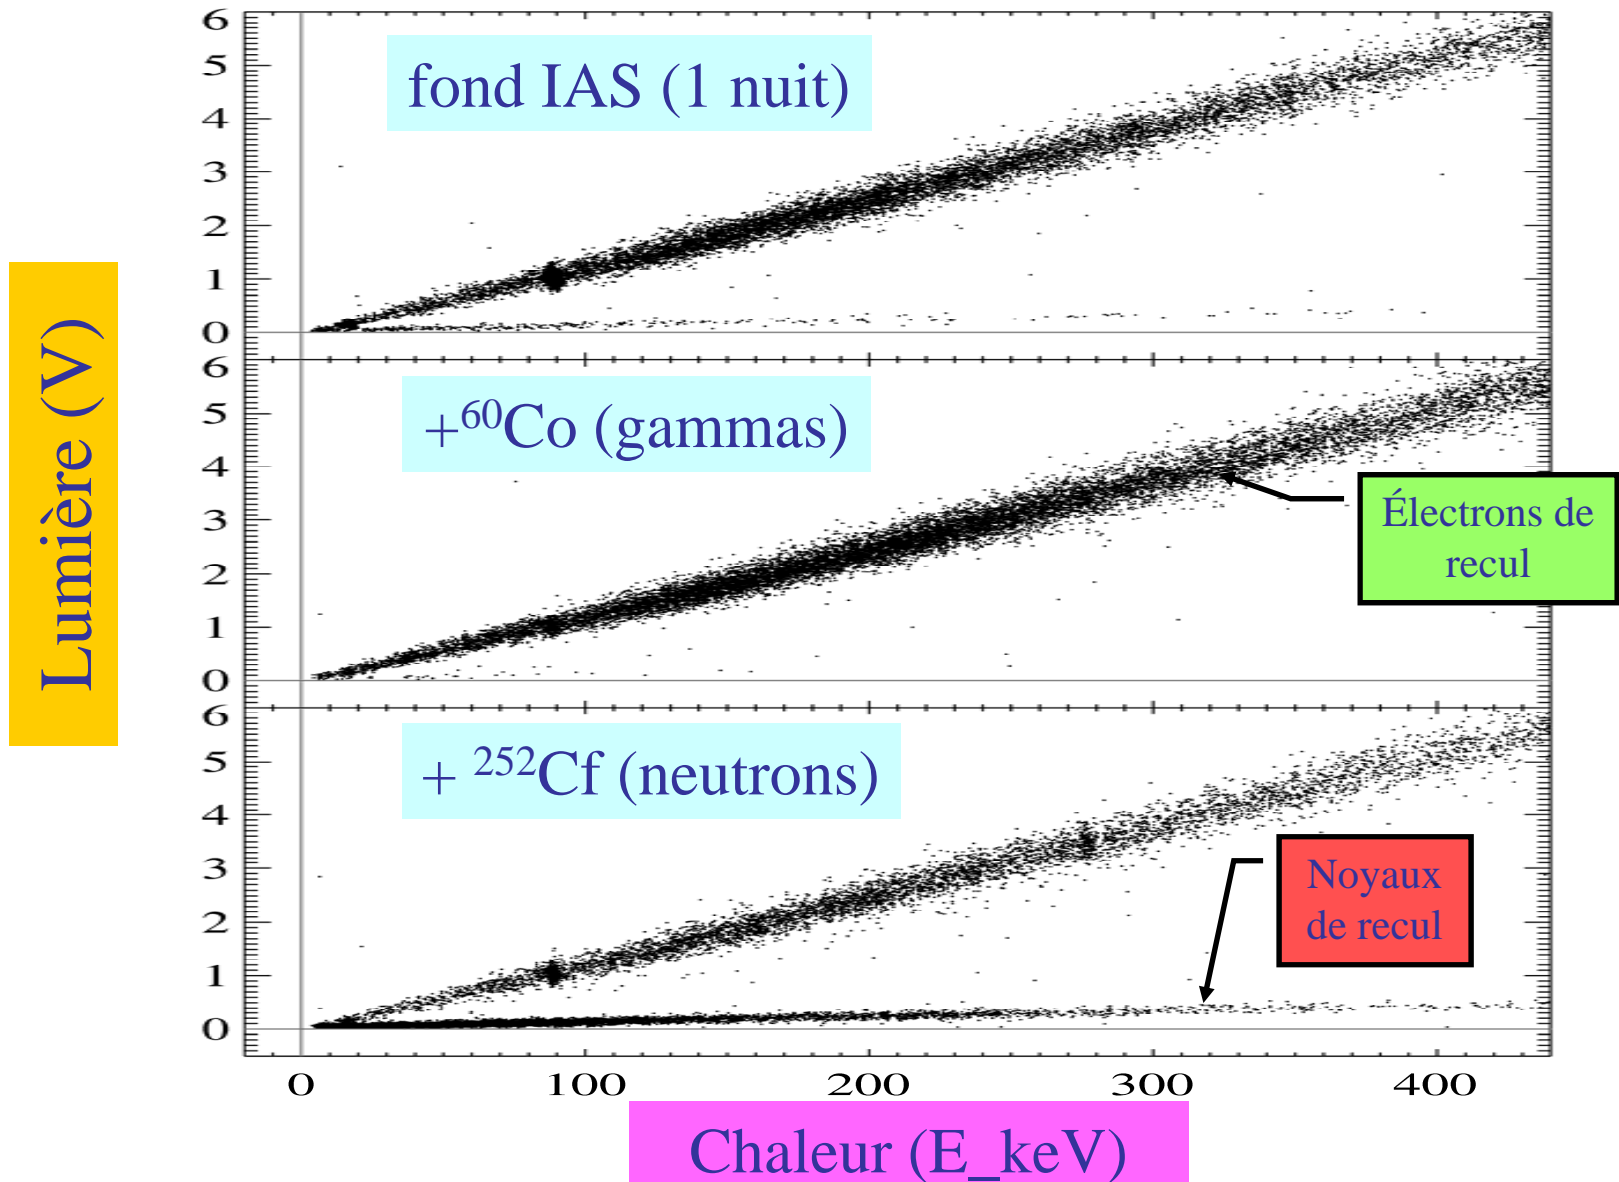 6
5
4
3
2
1
0
fond IAS (1 nuit)
6
5
4
3
2
1
0
+⁶⁰Co (gammas)
Électrons de
recul
6
5
4
3
2
1
0
+ ²⁵²Cf (neutrons)
Noyaux
de recul
0 100 200 300 400
Lumière (V)
Chaleur (E_keV)